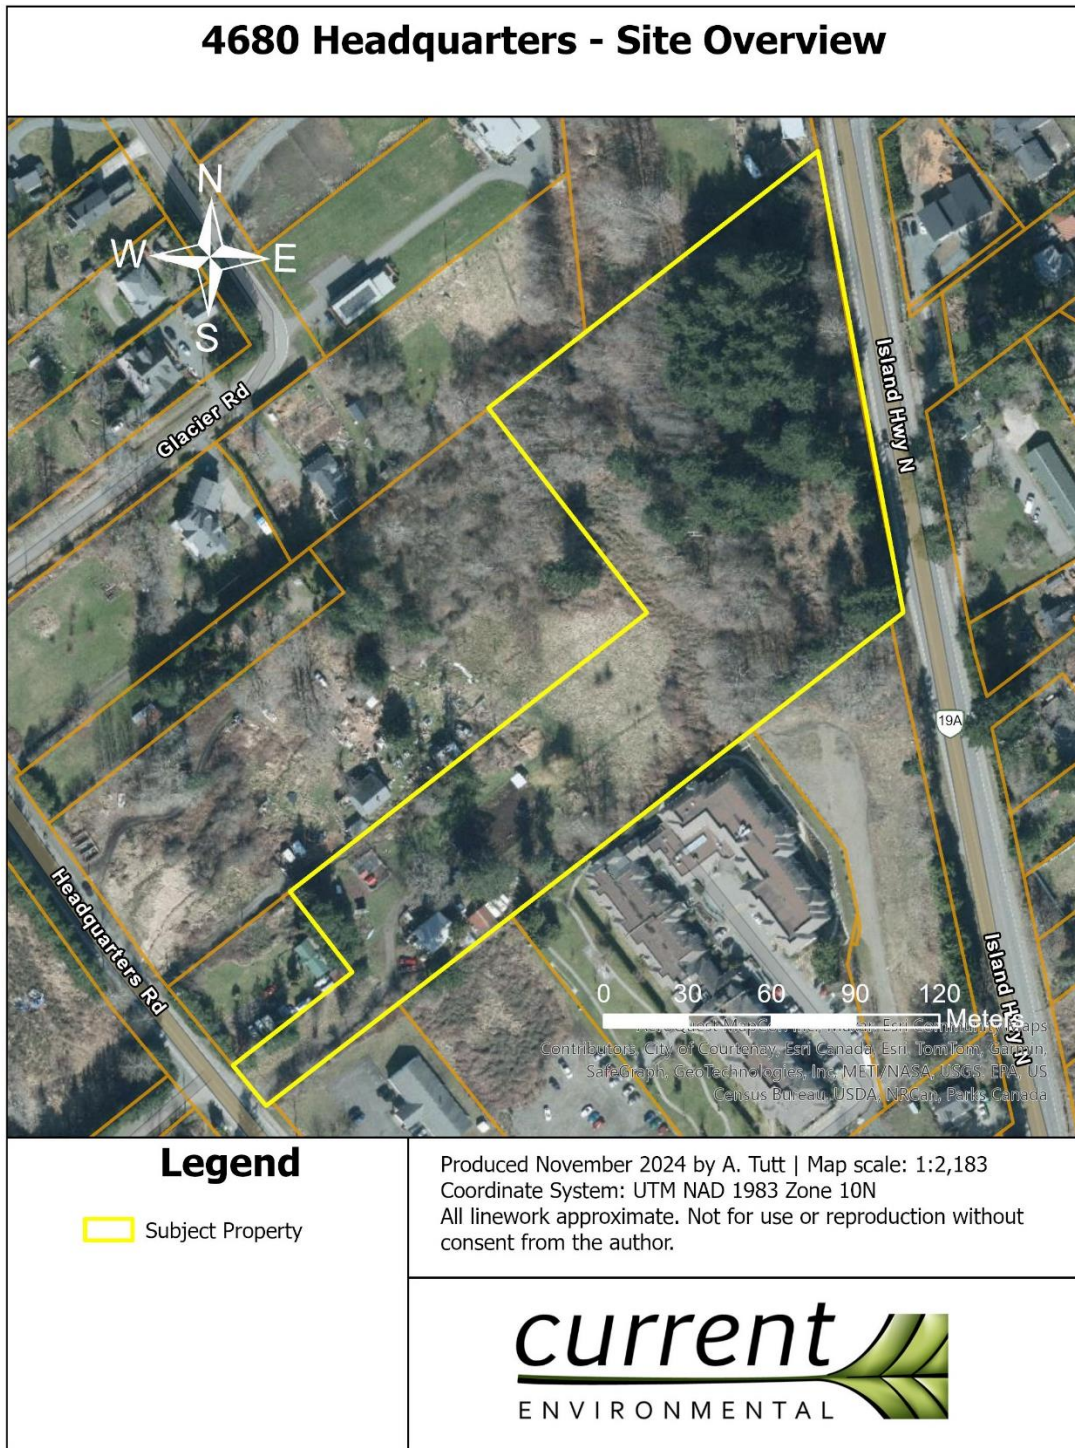 4680 Headquarters - Site Overview
N
W
E
S
Glacier Rd
Island Hwy N
19A
Headquarters Rd
Island Hwy N
0 30 60 90 120
Meters
Esri Community Maps
Contributors, City of Courtenay, Esri Canada, Esri, TomTom, Garmin,
SafeGraph, GeoTechnologies, Inc, METI/NASA, USGS, EPA, US
Census Bureau, USDA, NRCan, Parks Canada
Legend
Subject Property
Produced November 2024 by A. Tutt | Map scale: 1:2,183
Coordinate System: UTM NAD 1983 Zone 10N
All linework approximate. Not for use or reproduction without
consent from the author.
current
ENVIRONMENTAL